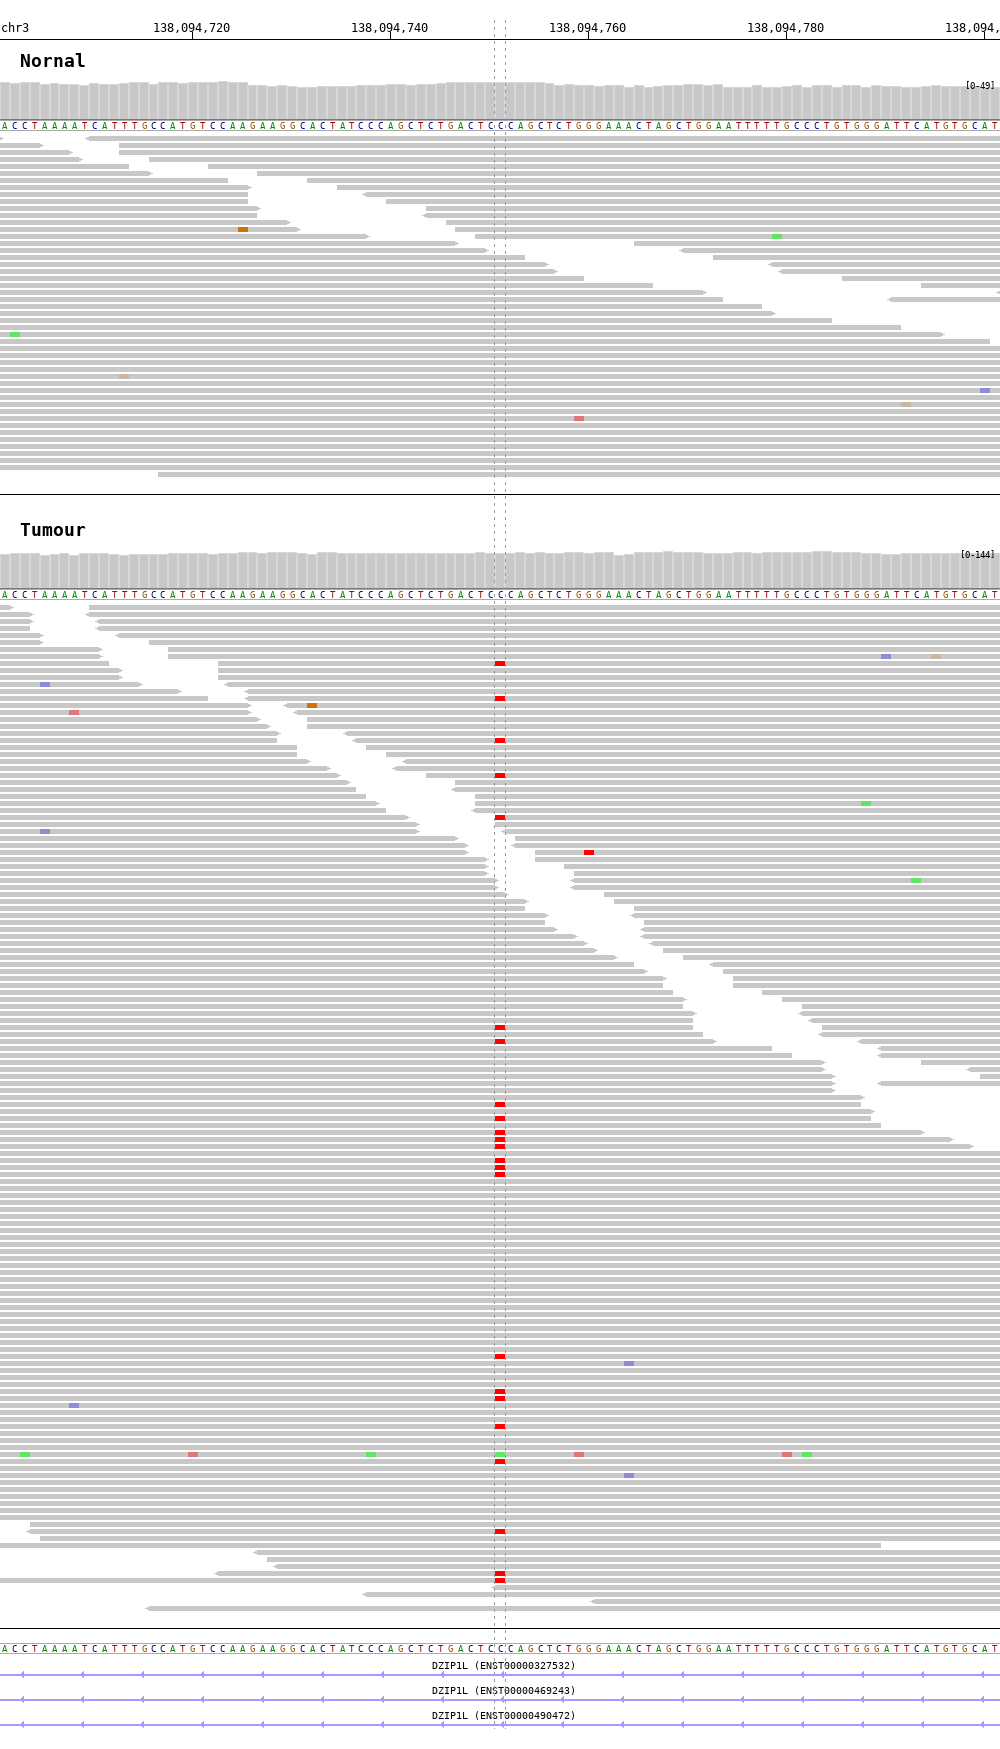 chr3 138,094,720 138,094,740 138,094,760 138,094,780 138,094,
Nornal
[0-49]
A C C T A A A A T C A T T T G C C A T G T C C A A G A A G G C A C T A T C C C A G C T C T G A C T C C C A G C T C T G G G A A A C T A G C T G G A A T T T T T G C C C T G T G G G A T T C A T G T G C A T
Tumour
[0-144]
A C C T A A A A T C A T T T G C C A T G T C C A A G A A G G C A C T A T C C C A G C T C T G A C T C C C A G C T C T G G G A A A C T A G C T G G A A T T T T T G C C C T G T G G G A T T C A T G T G C A T
A C C T A A A A T C A T T T G C C A T G T C C A A G A A G G C A C T A T C C C A G C T C T G A C T C C C A G C T C T G G G A A A C T A G C T G G A A T T T T T G C C C T G T G G G A T T C A T G T G C A T
DZIP1L (ENST00000327532)
DZIP1L (ENST00000469243)
DZIP1L (ENST00000490472)